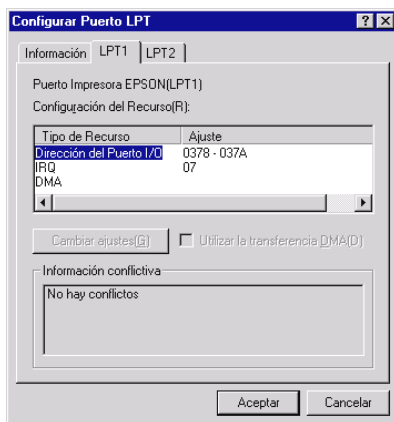 Configurar Puerto LPT
Información LPT1 LPT2
Puerto Impresora EPSON(LPT1)
Configuración del Recurso(R):
Tipo de Recurso Ajuste
Dirección del Puerto I/O 0378 - 037A
IRQ 07
DMA
Cambiar ajustes(G) Utilizar la transferencia DMA(D)
Información conflictiva
No hay conflictos
Aceptar Cancelar